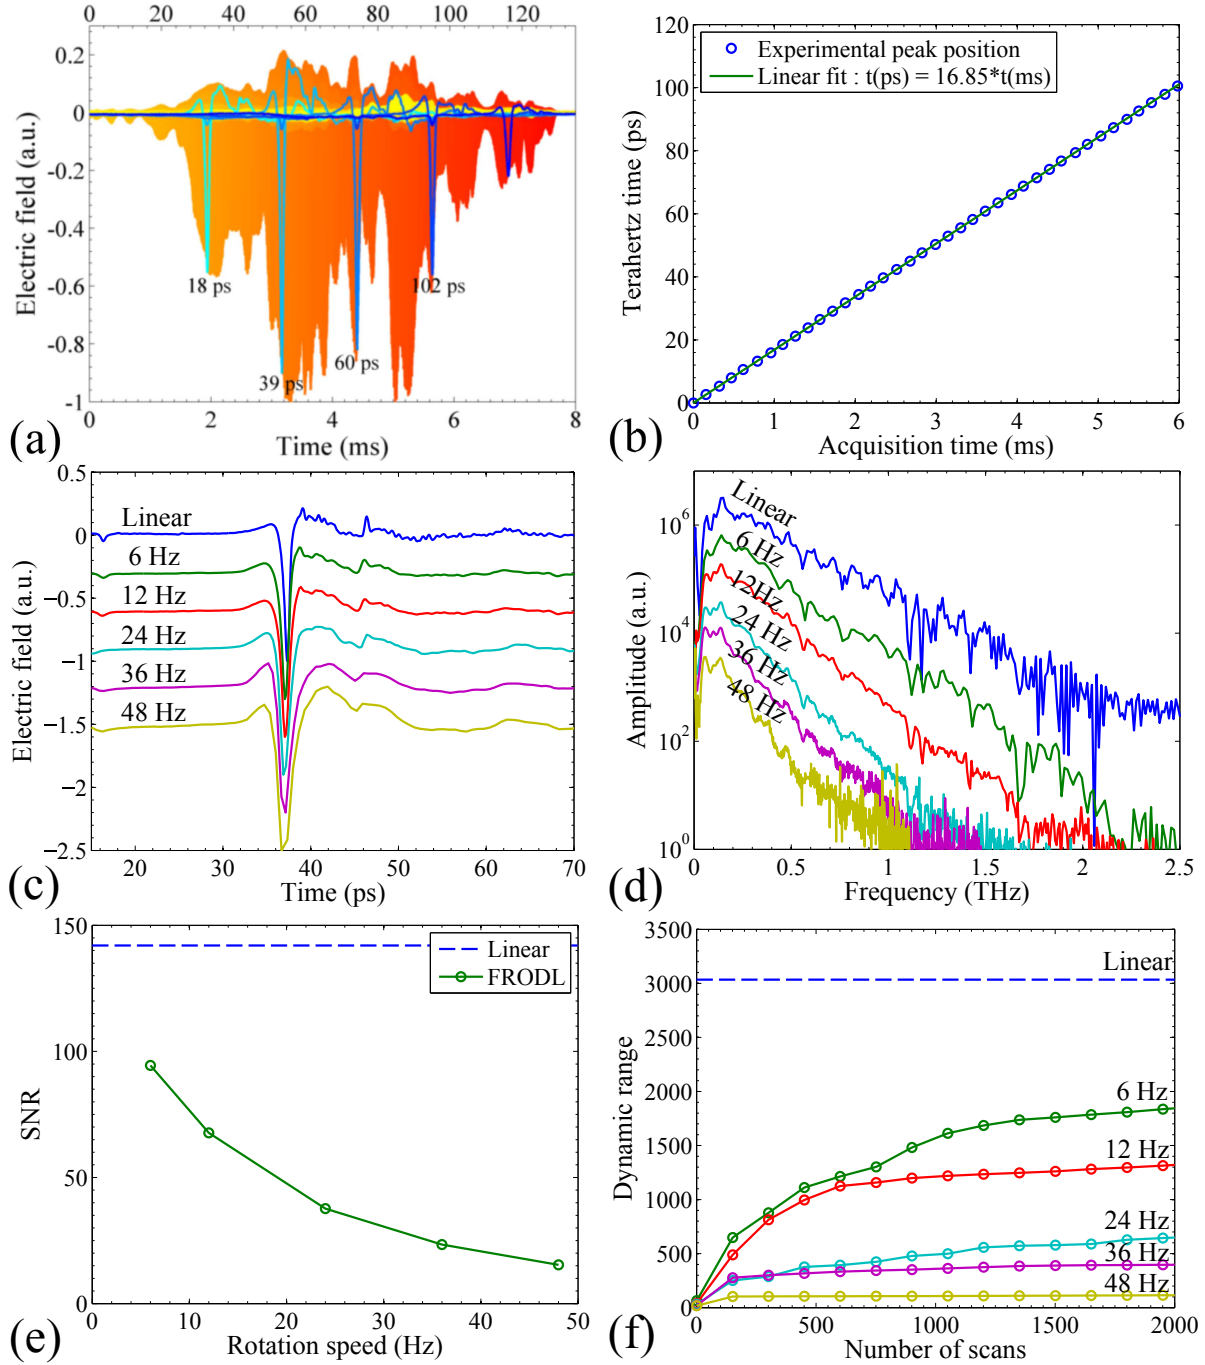 0 20 40 60 80 100 120
0.2
0
-0.2
-0.4
-0.6
-0.8
-1
Electric field (a.u.)
18 ps
39 ps
60 ps
102 ps
0 2 4 6 8
Time (ms)
(a)
120
100
80
60
40
20
0
Terahertz time (ps)
Experimental peak position
Linear fit : t(ps) = 16.85*t(ms)
0 1 2 3 4 5 6
Acquisition time (ms)
(b)
0.5
0
−0.5
−1
−1.5
−2
−2.5
Electric field (a.u.)
Linear
6 Hz
12 Hz
24 Hz
36 Hz
48 Hz
20 30 40 50 60 70
Time (ps)
(c)
10^6
10^4
10^2
10^0
Amplitude (a.u.)
Linear
6 Hz
12Hz
24 Hz
36 Hz
48 Hz
0 0.5 1 1.5 2 2.5
Frequency (THz)
(d)
150
100
50
0
SNR
Linear
FRODL
0 10 20 30 40 50
Rotation speed (Hz)
(e)
3500
3000
2500
2000
1500
1000
500
0
Dynamic range
Linear
6 Hz
12 Hz
24 Hz
36 Hz
48 Hz
0 500 1000 1500 2000
Number of scans
(f)